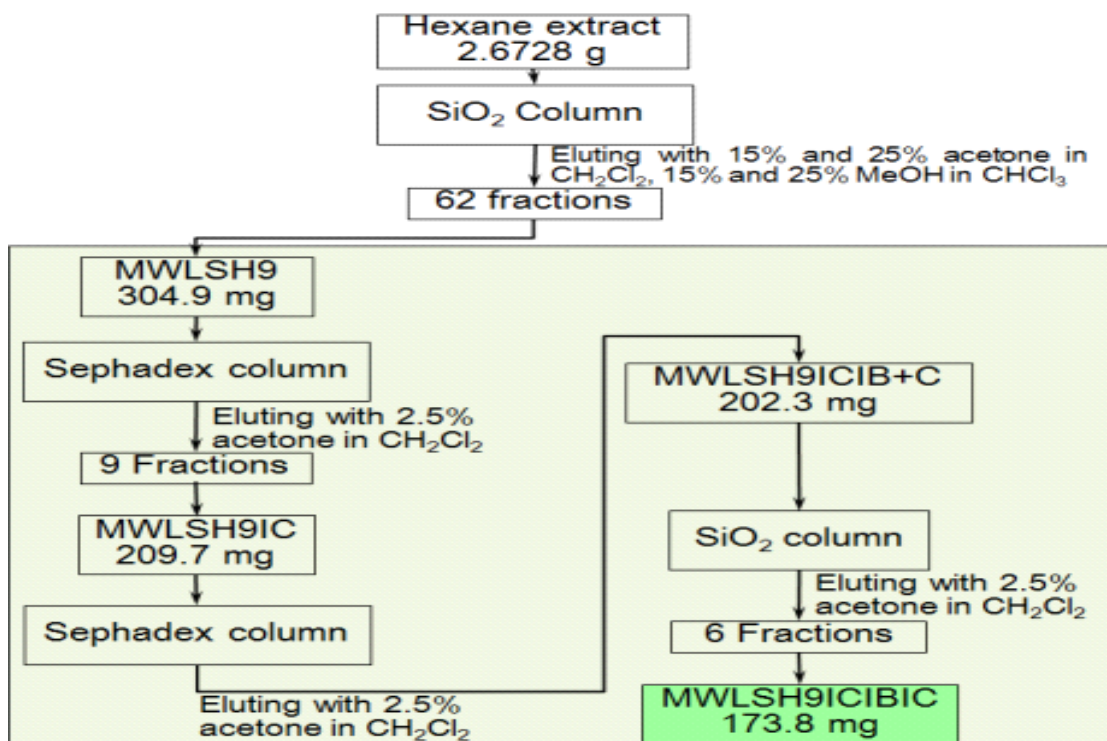 Hexane extract
2.6728 g
SiO₂ Column
Eluting with 15% and 25% acetone in
CH₂Cl₂, 15% and 25% MeOH in CHCl₃
62 fractions
MWLSH9
304.9 mg
Sephadex column
Eluting with 2.5%
acetone in CH₂Cl₂
9 Fractions
MWLSH9IC
209.7 mg
Sephadex column
Eluting with 2.5%
acetone in CH₂Cl₂
MWLSH9ICIB+C
202.3 mg
SiO₂ column
Eluting with 2.5%
acetone in CH₂Cl₂
6 Fractions
MWLSH9ICIBIC
173.8 mg